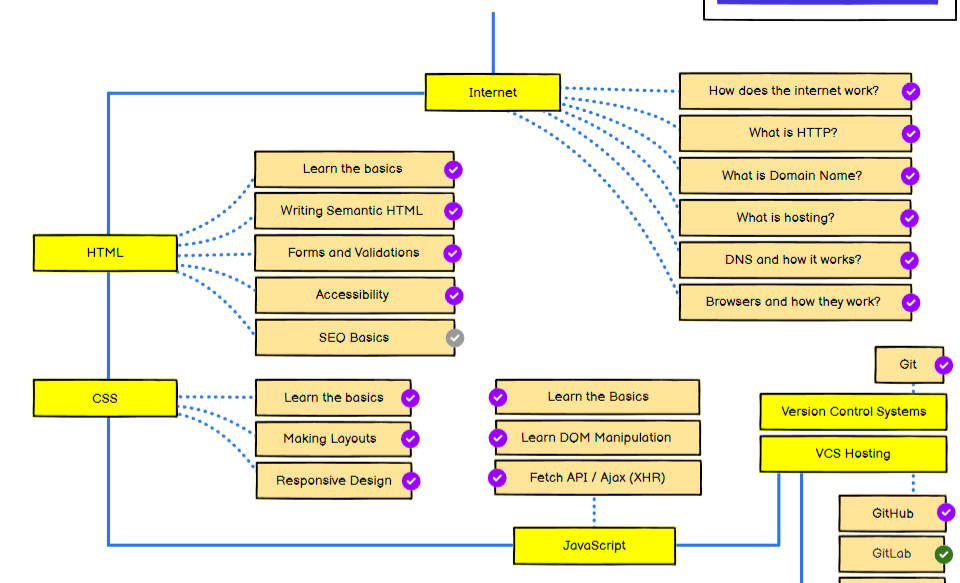 Internet
How does the internet work?
What is HTTP?
What is Domain Name?
What is hosting?
DNS and how it works?
Browsers and how they work?
HTML
Learn the basics
Writing Semantic HTML
Forms and Validations
Accessibility
SEO Basics
CSS
Learn the basics
Making Layouts
Responsive Design
Learn the Basics
Learn DOM Manipulation
Fetch API / Ajax (XHR)
JavaScript
Git
Version Control Systems
VCS Hosting
GitHub
GitLab